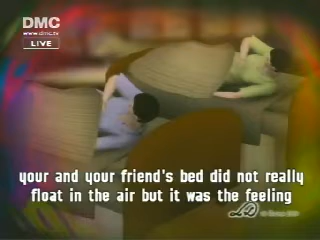 DMC
www.dmc.tv
LIVE
your and your friend's bed did not really
float in the air but it was the feeling